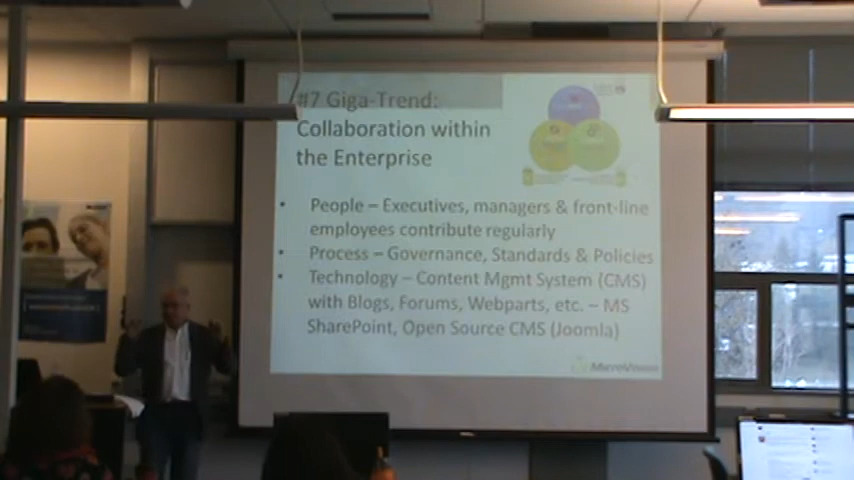 #7 Giga-Trend:
Collaboration within
the Enterprise
• People – Executives, managers & front-line
employees contribute regularly
• Process – Governance, Standards & Policies
• Technology – Content Mgmt System (CMS)
with Blogs, Forums, Webparts, etc. – MS
SharePoint, Open Source CMS (Joomla)